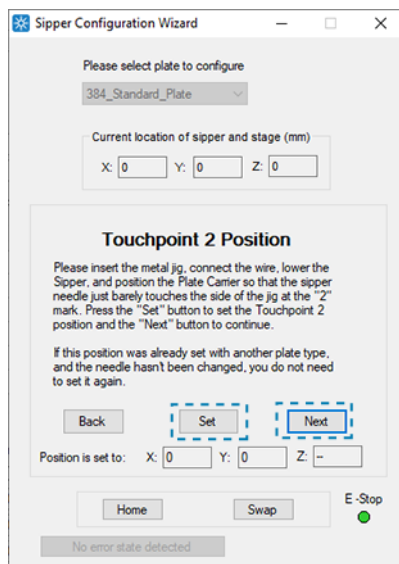 Sipper Configuration Wizard
Please select plate to configure
384_Standard_Plate
Current location of sipper and stage (mm)
X: 0 Y: 0 Z: 0
Touchpoint 2 Position
Please insert the metal jig, connect the wire, lower the
Sipper, and position the Plate Carrier so that the sipper
needle just barely touches the side of the jig at the "2"
mark. Press the "Set" button to set the Touchpoint 2
position and the "Next" button to continue.
If this position was already set with another plate type,
and the needle hasn't been changed, you do not need
to set it again.
Back Set Next
Position is set to: X: 0 Y: 0 Z: --
Home Swap E -Stop
No error state detected